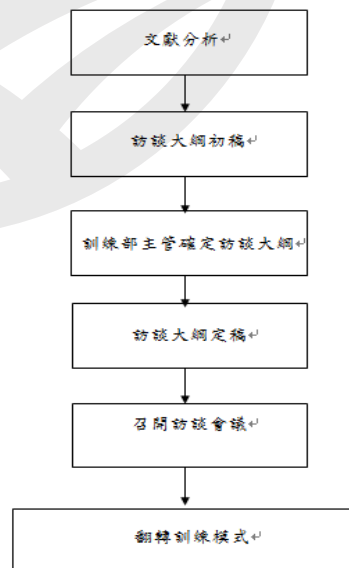 文獻分析
訪談大綱初稿
訓練部主管確定訪談大綱
訪談大綱定稿
召開訪談會議
翻轉訓練模式